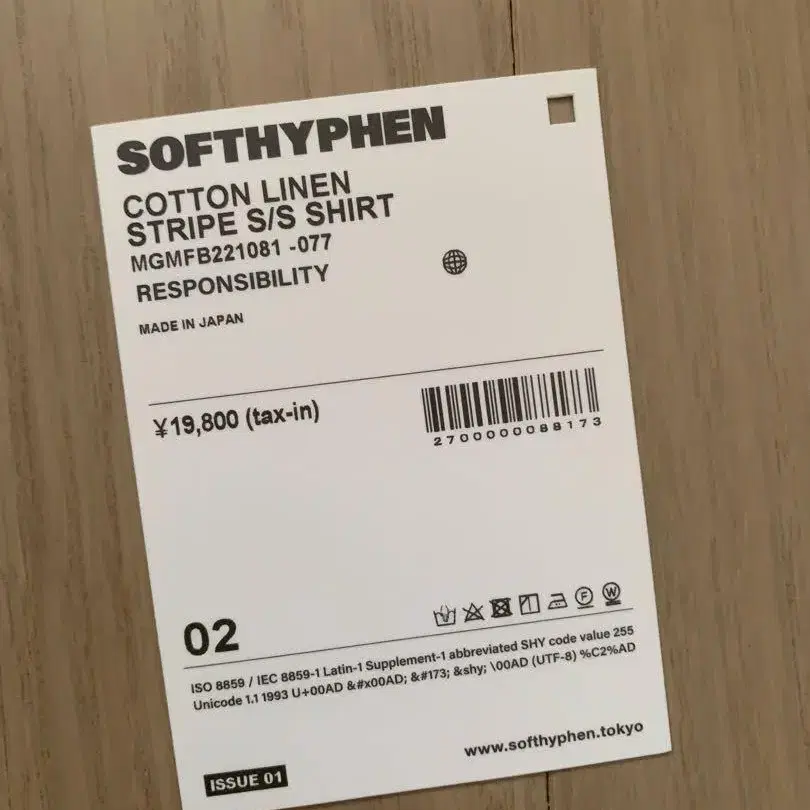 SOFTHYPHEN
COTTON LINEN
STRIPE S/S SHIRT
MGMFB221081 -077
RESPONSIBILITY
MADE IN JAPAN
¥19,800 (tax-in)
2700000088173
02
F W
ISO 8859 / IEC 8859-1 Latin-1 Supplement-1 abbreviated SHY code value 255
Unicode 1.1 1993 U+00AD &#x00AD; &#173; &shy; \00AD (UTF-8) %C2%AD
www.softhyphen.tokyo
ISSUE 01